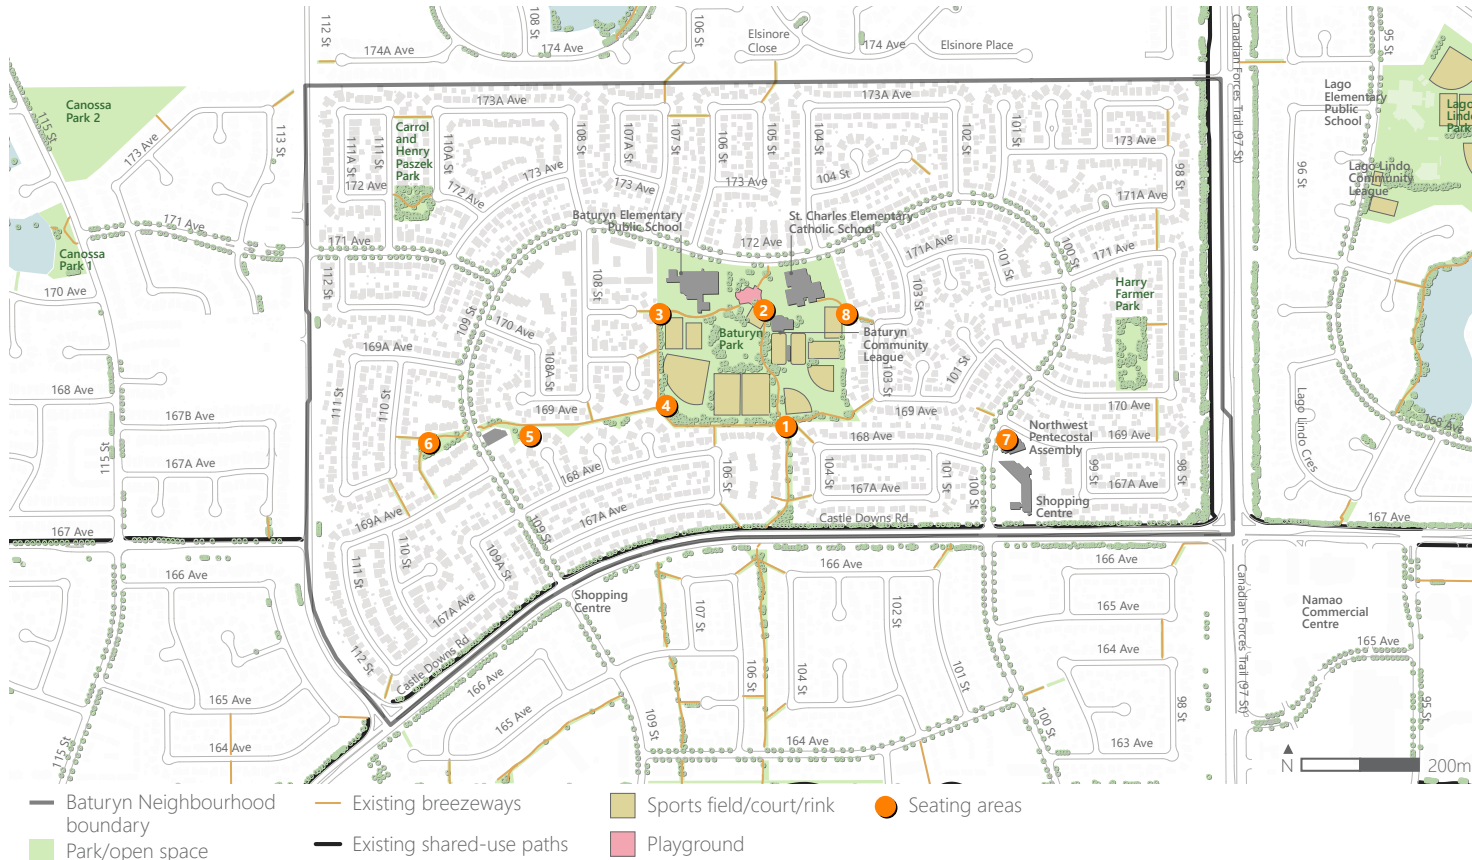 112 St
108 St
106 St
Elsinore
Close
174A Ave
174 Ave
174 Ave
Elsinore Place
Canadian Forces Trail (97 St)
95 St
Canossa
Park 2
115 St
173 Ave
113 St
173A Ave
173A Ave
Carrol
and
Henry
Paszek
Park
111A St
111 St
110A St
108 St
107A St
107 St
106 St
105 St
104 St
102 St
101 St
173 Ave
98 St
172 Ave
172 Ave
173 Ave
173 Ave
173 Ave
104 St
171A Ave
Lago
Elementary
Public
School
Lago
Lindo
Park
96 St
Lago Lindo
Community
League
171 Ave
171 Ave
Baturyn Elementary
Public School
St. Charles Elementary
Catholic School
172 Ave
171A Ave
101 St
100 St
171 Ave
Canossa
Park 1
170 Ave
112 St
108 St
103 St
Harry
Farmer
Park
109 St
170 Ave
3
2
8
Baturyn
Park
Baturyn
Community
League
169A Ave
108A St
101 St
103 St
168 Ave
111 St
110 St
169 Ave
4
169 Ave
170 Ave
Lago Lindo Cres
167B Ave
115 St
6
5
1
168 Ave
7
Northwest
Pentecostal
Assembly
169 Ave
168 Ave
167A Ave
168 Ave
106 St
104 St
101 St
100 St
99 St
98 St
167A Ave
167A Ave
Shopping
Centre
167A Ave
169A Ave
109 St
Castle Downs Rd
167 Ave
167 Ave
111 St
110 St
109A St
166 Ave
166 Ave
166 Ave
Shopping
Centre
167A Ave
107 St
102 St
165 Ave
Canadian Forces Trail (97 St)
Namao
Commercial
Centre
165 Ave
112 St
Castle Downs Rd
166 Ave
106 St
104 St
101 St
164 Ave
165 Ave
165 Ave
109 St
98 St
95 St
115 St
164 Ave
164 Ave
100 St
163 Ave
N
200m
Baturyn Neighbourhood
boundary
Park/open space
Existing breezeways
Existing shared-use paths
Sports field/court/rink
Playground
Seating areas